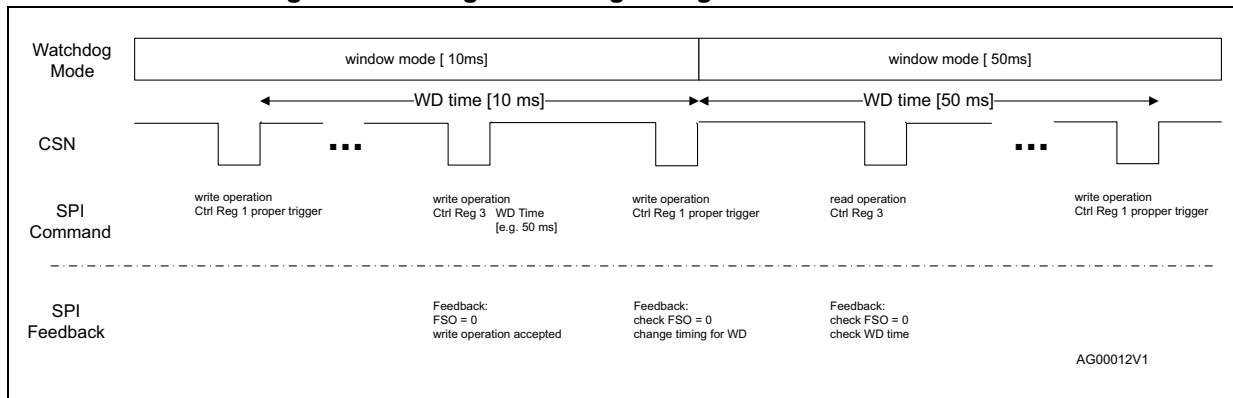 Watchdog
Mode
window mode [ 10ms]
window mode [ 50ms]
WD time [10 ms]
WD time [50 ms]
CSN
...
...
SPI
Command
write operation
Ctrl Reg 1 proper trigger
write operation
Ctrl Reg 3 WD Time
[e.g. 50 ms]
write operation
Ctrl Reg 1 proper trigger
read operation
Ctrl Reg 3
write operation
Ctrl Reg 1 propper trigger
SPI
Feedback
Feedback:
FSO = 0
write operation accepted
Feedback:
check FSO = 0
change timing for WD
Feedback:
check FSO = 0
check WD time
AG00012V1